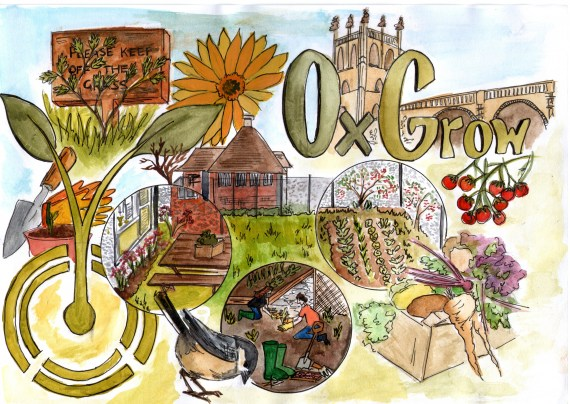 PLEASE KEEP
OFF THE
GRASS
OxGrow